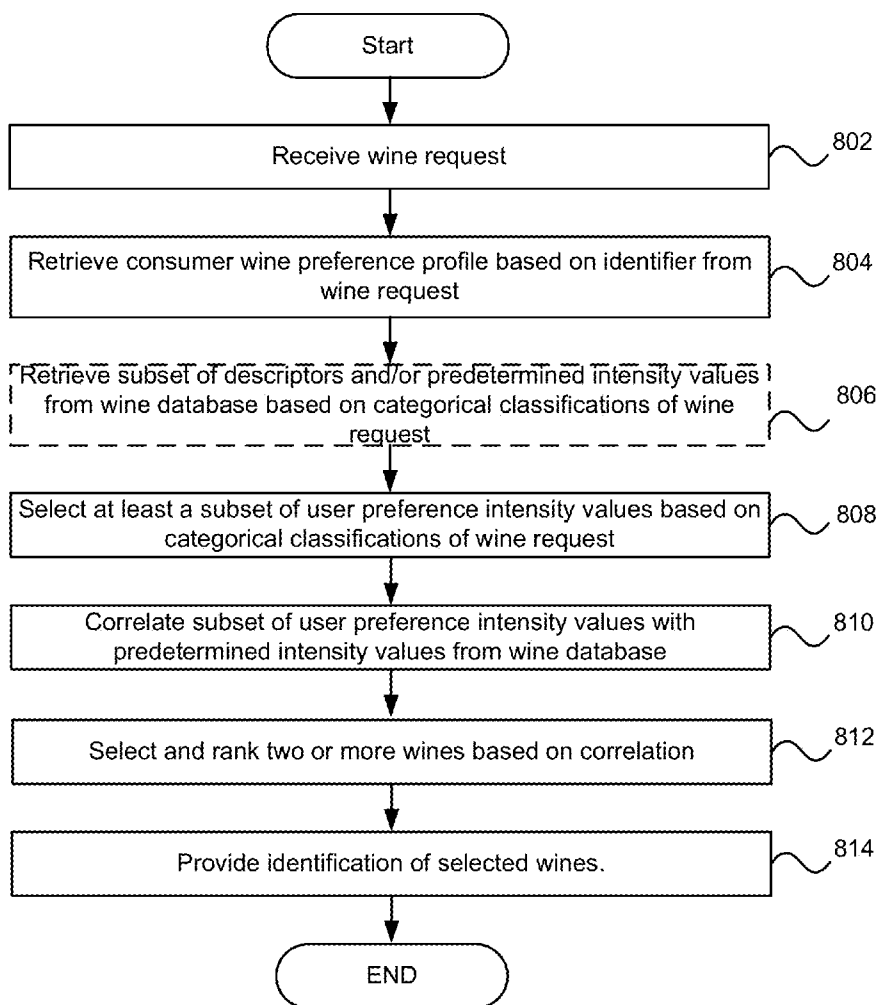 Start
Receive wine request
802
Retrieve consumer wine preference profile based on identifier from
wine request
804
Retrieve subset of descriptors and/or predetermined intensity values
from wine database based on categorical classifications of wine
request
806
Select at least a subset of user preference intensity values based on
categorical classifications of wine request
808
Correlate subset of user preference intensity values with
predetermined intensity values from wine database
810
Select and rank two or more wines based on correlation
812
Provide identification of selected wines.
814
END